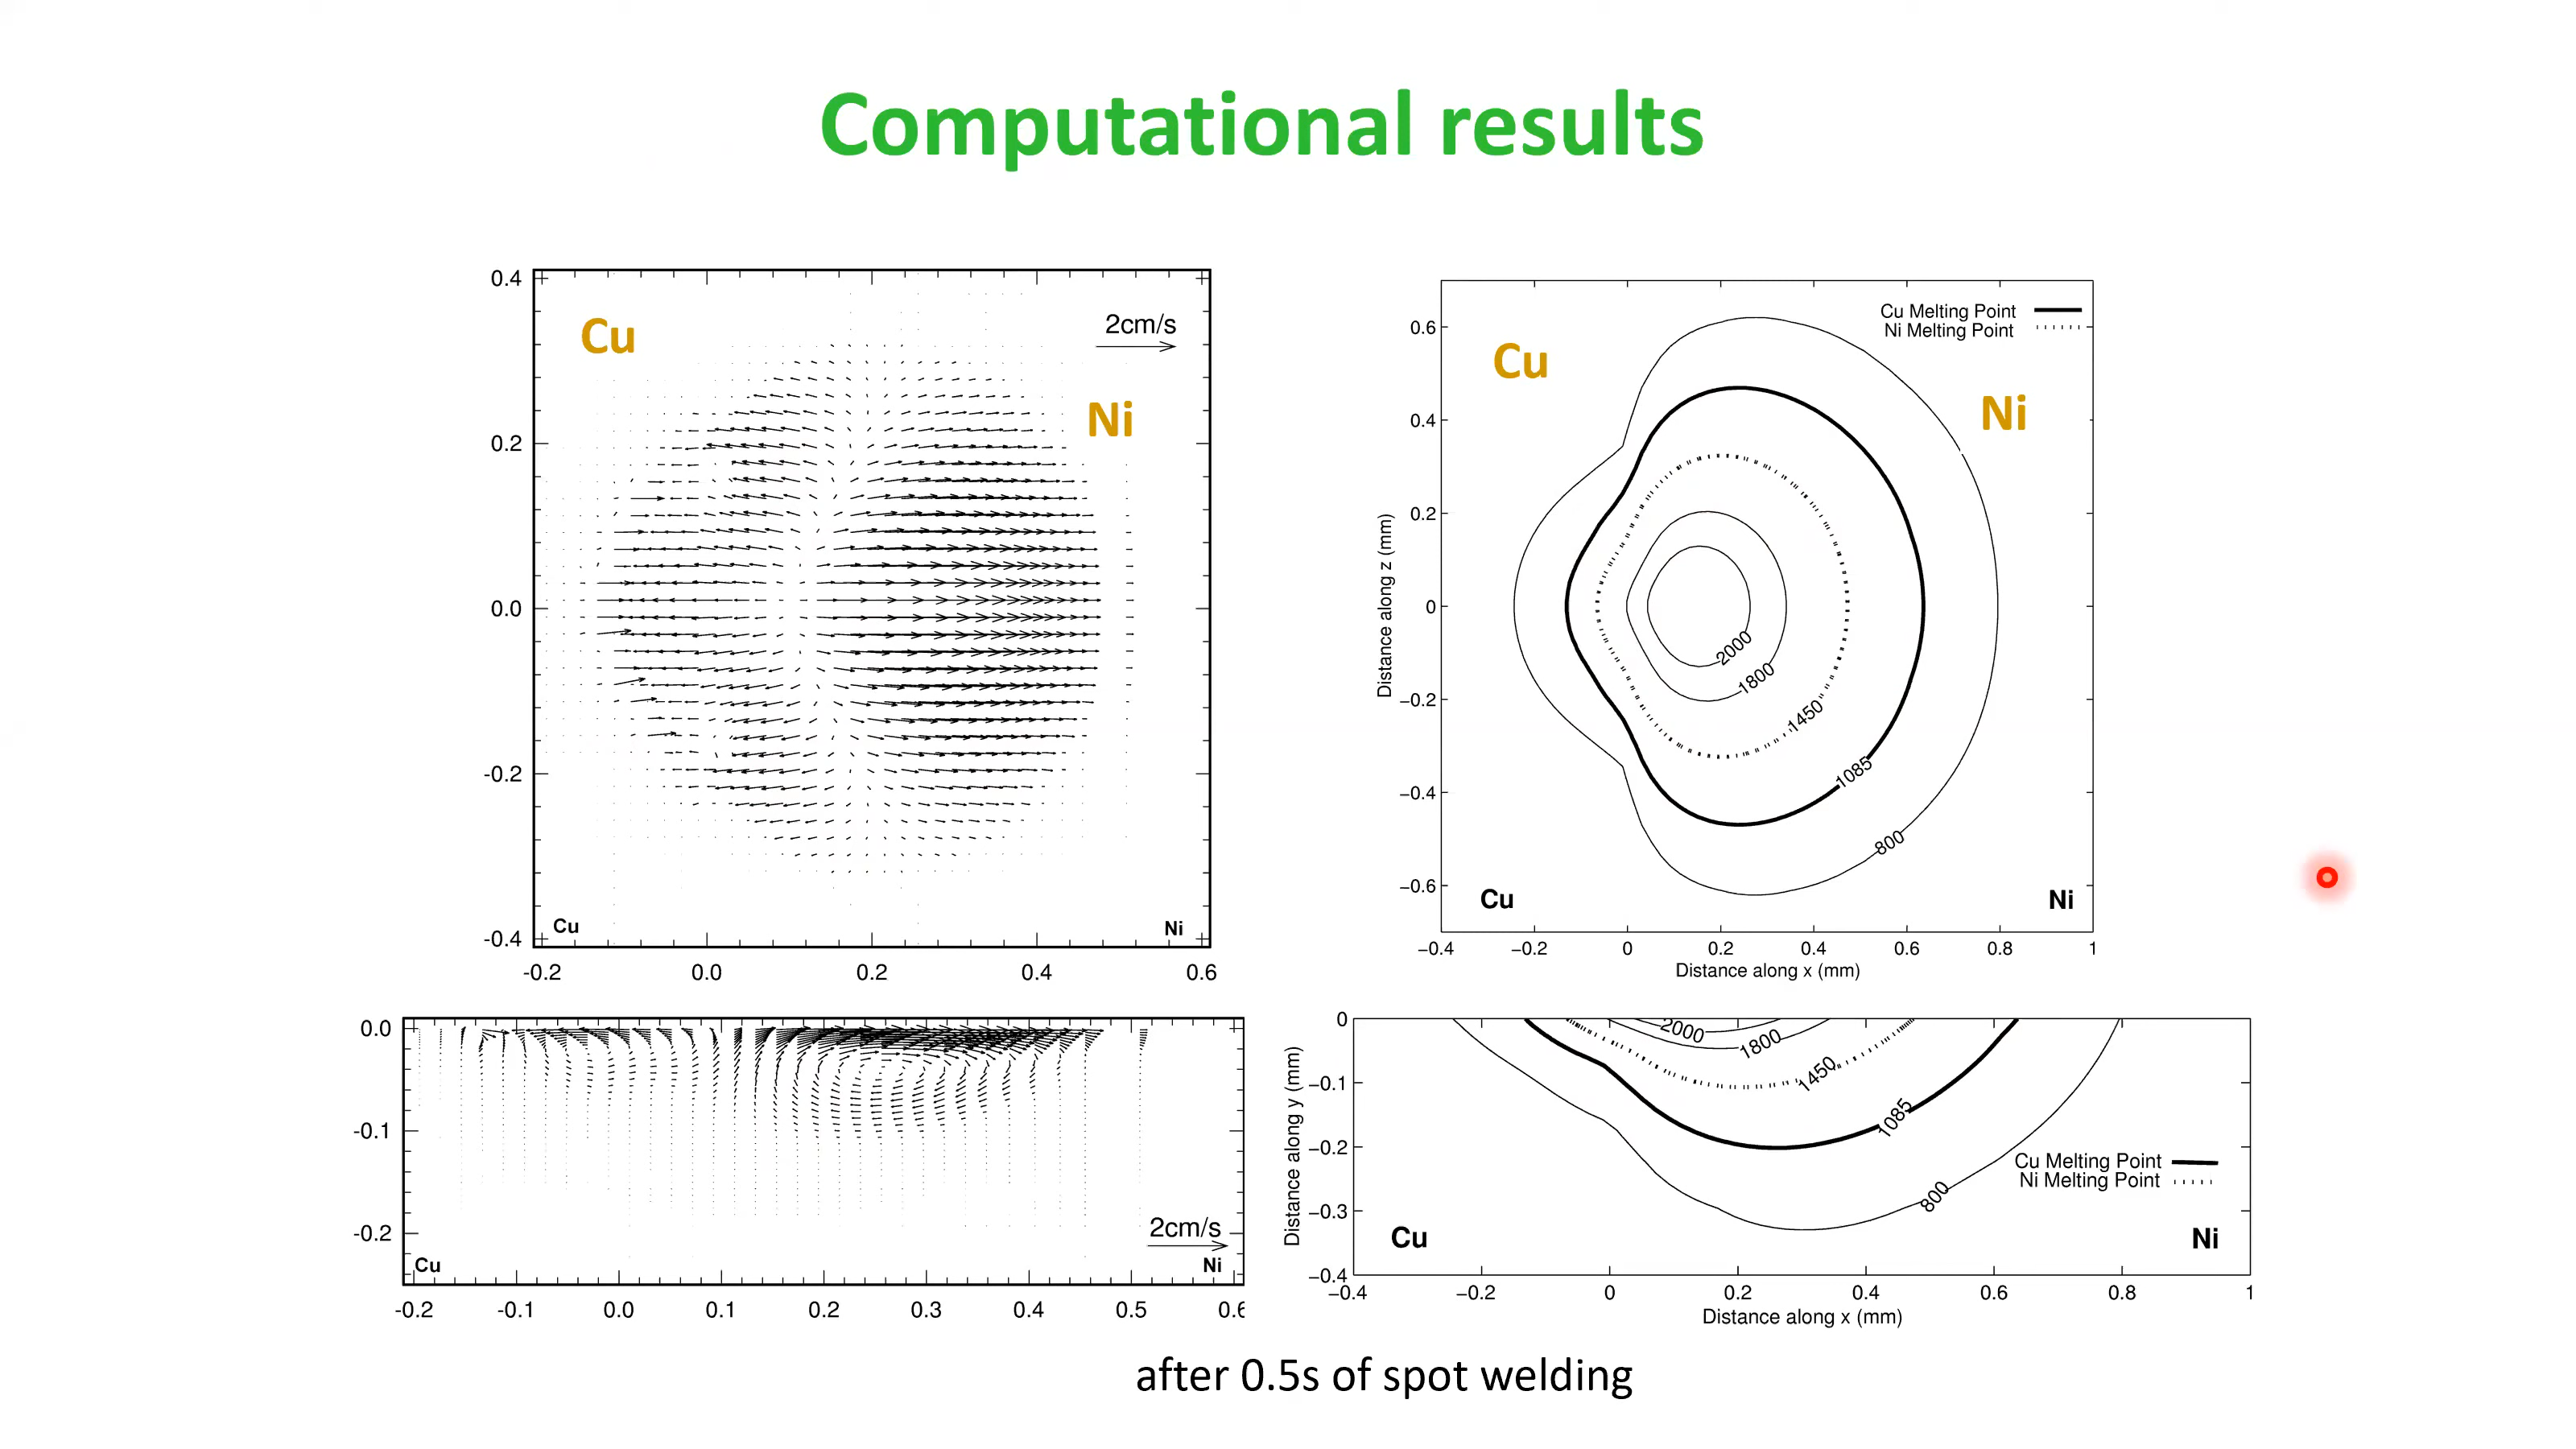 Computational results
0.4
0.2
0.0
-0.2
-0.4
Cu
2cm/s
Ni
Cu
Ni
-0.2
0.0
0.2
0.4
0.6
Distance along z (mm)
0.6
0.4
0.2
0
−0.2
−0.4
−0.6
Cu Melting Point
Ni Melting Point
Cu
Ni
2000
1800
1450
1085
800
Cu
Ni
−0.4
−0.2
0
0.2
0.4
0.6
0.8
1
Distance along x (mm)
0.0
-0.1
-0.2
2cm/s
Cu
Ni
-0.2
-0.1
0.0
0.1
0.2
0.3
0.4
0.5
Distance along y (mm)
0
−0.1
−0.2
−0.3
−0.4
2000
1800
1450
1085
800
Cu Melting Point
Ni Melting Point
Cu
Ni
−0.4
−0.2
0
0.2
0.4
0.6
0.8
1
Distance along x (mm)
after 0.5s of spot welding